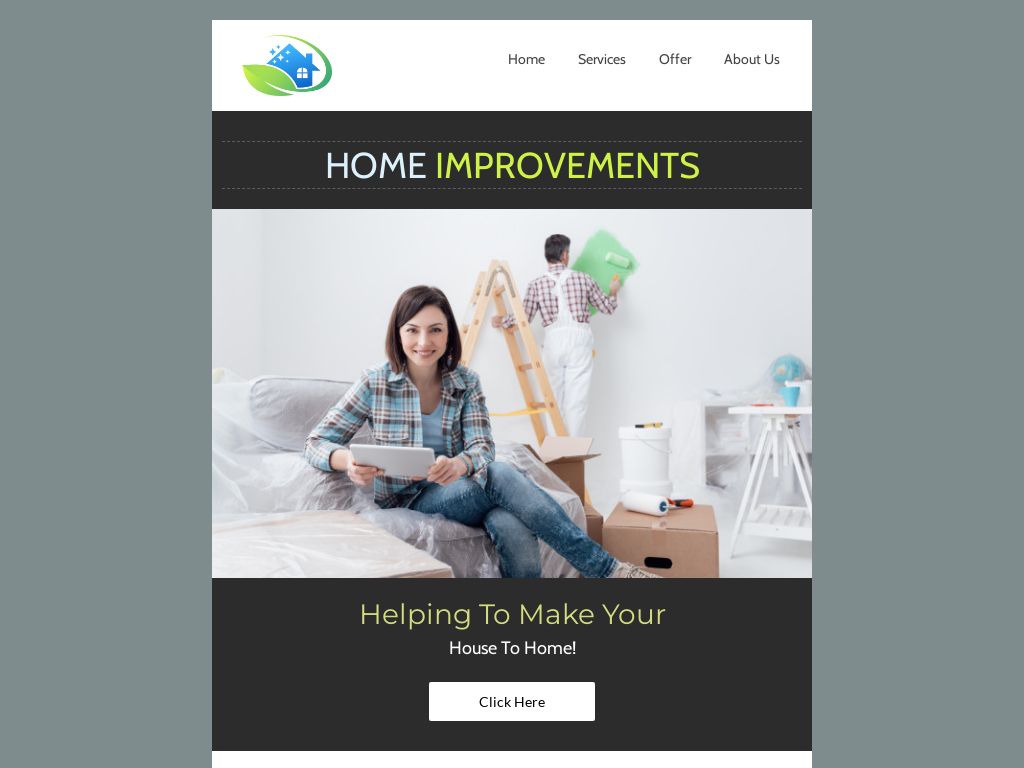 Home Services Offer About Us
HOME IMPROVEMENTS
Helping To Make Your
House To Home!
Click Here